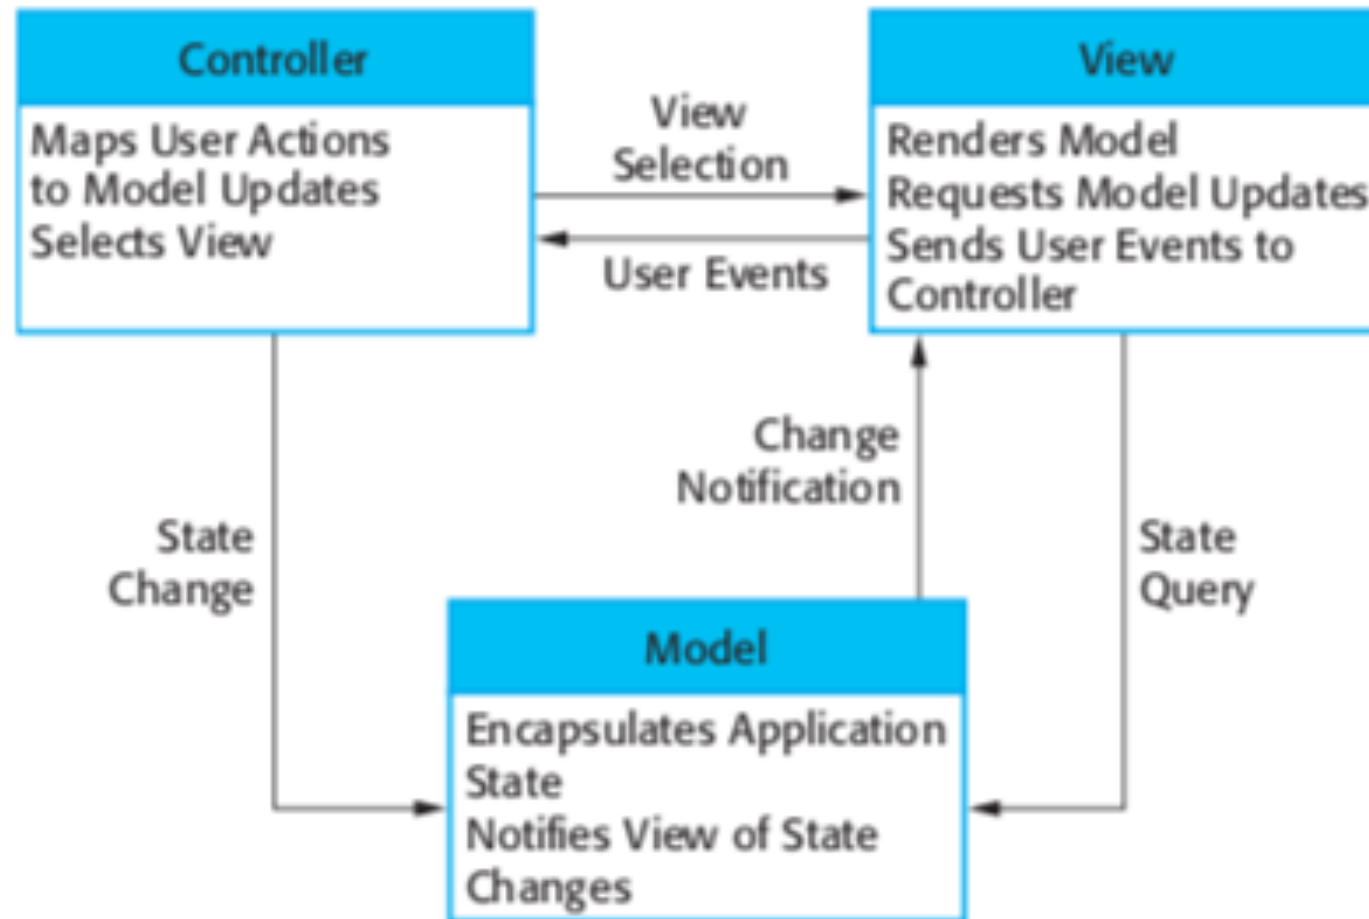 Controller
Maps User Actions
to Model Updates
Selects View
View
Selection
User Events
View
Renders Model
Requests Model Updates
Sends User Events to
Controller
Change
Notification
State
Change
State
Query
Model
Encapsulates Application
State
Notifies View of State
Changes